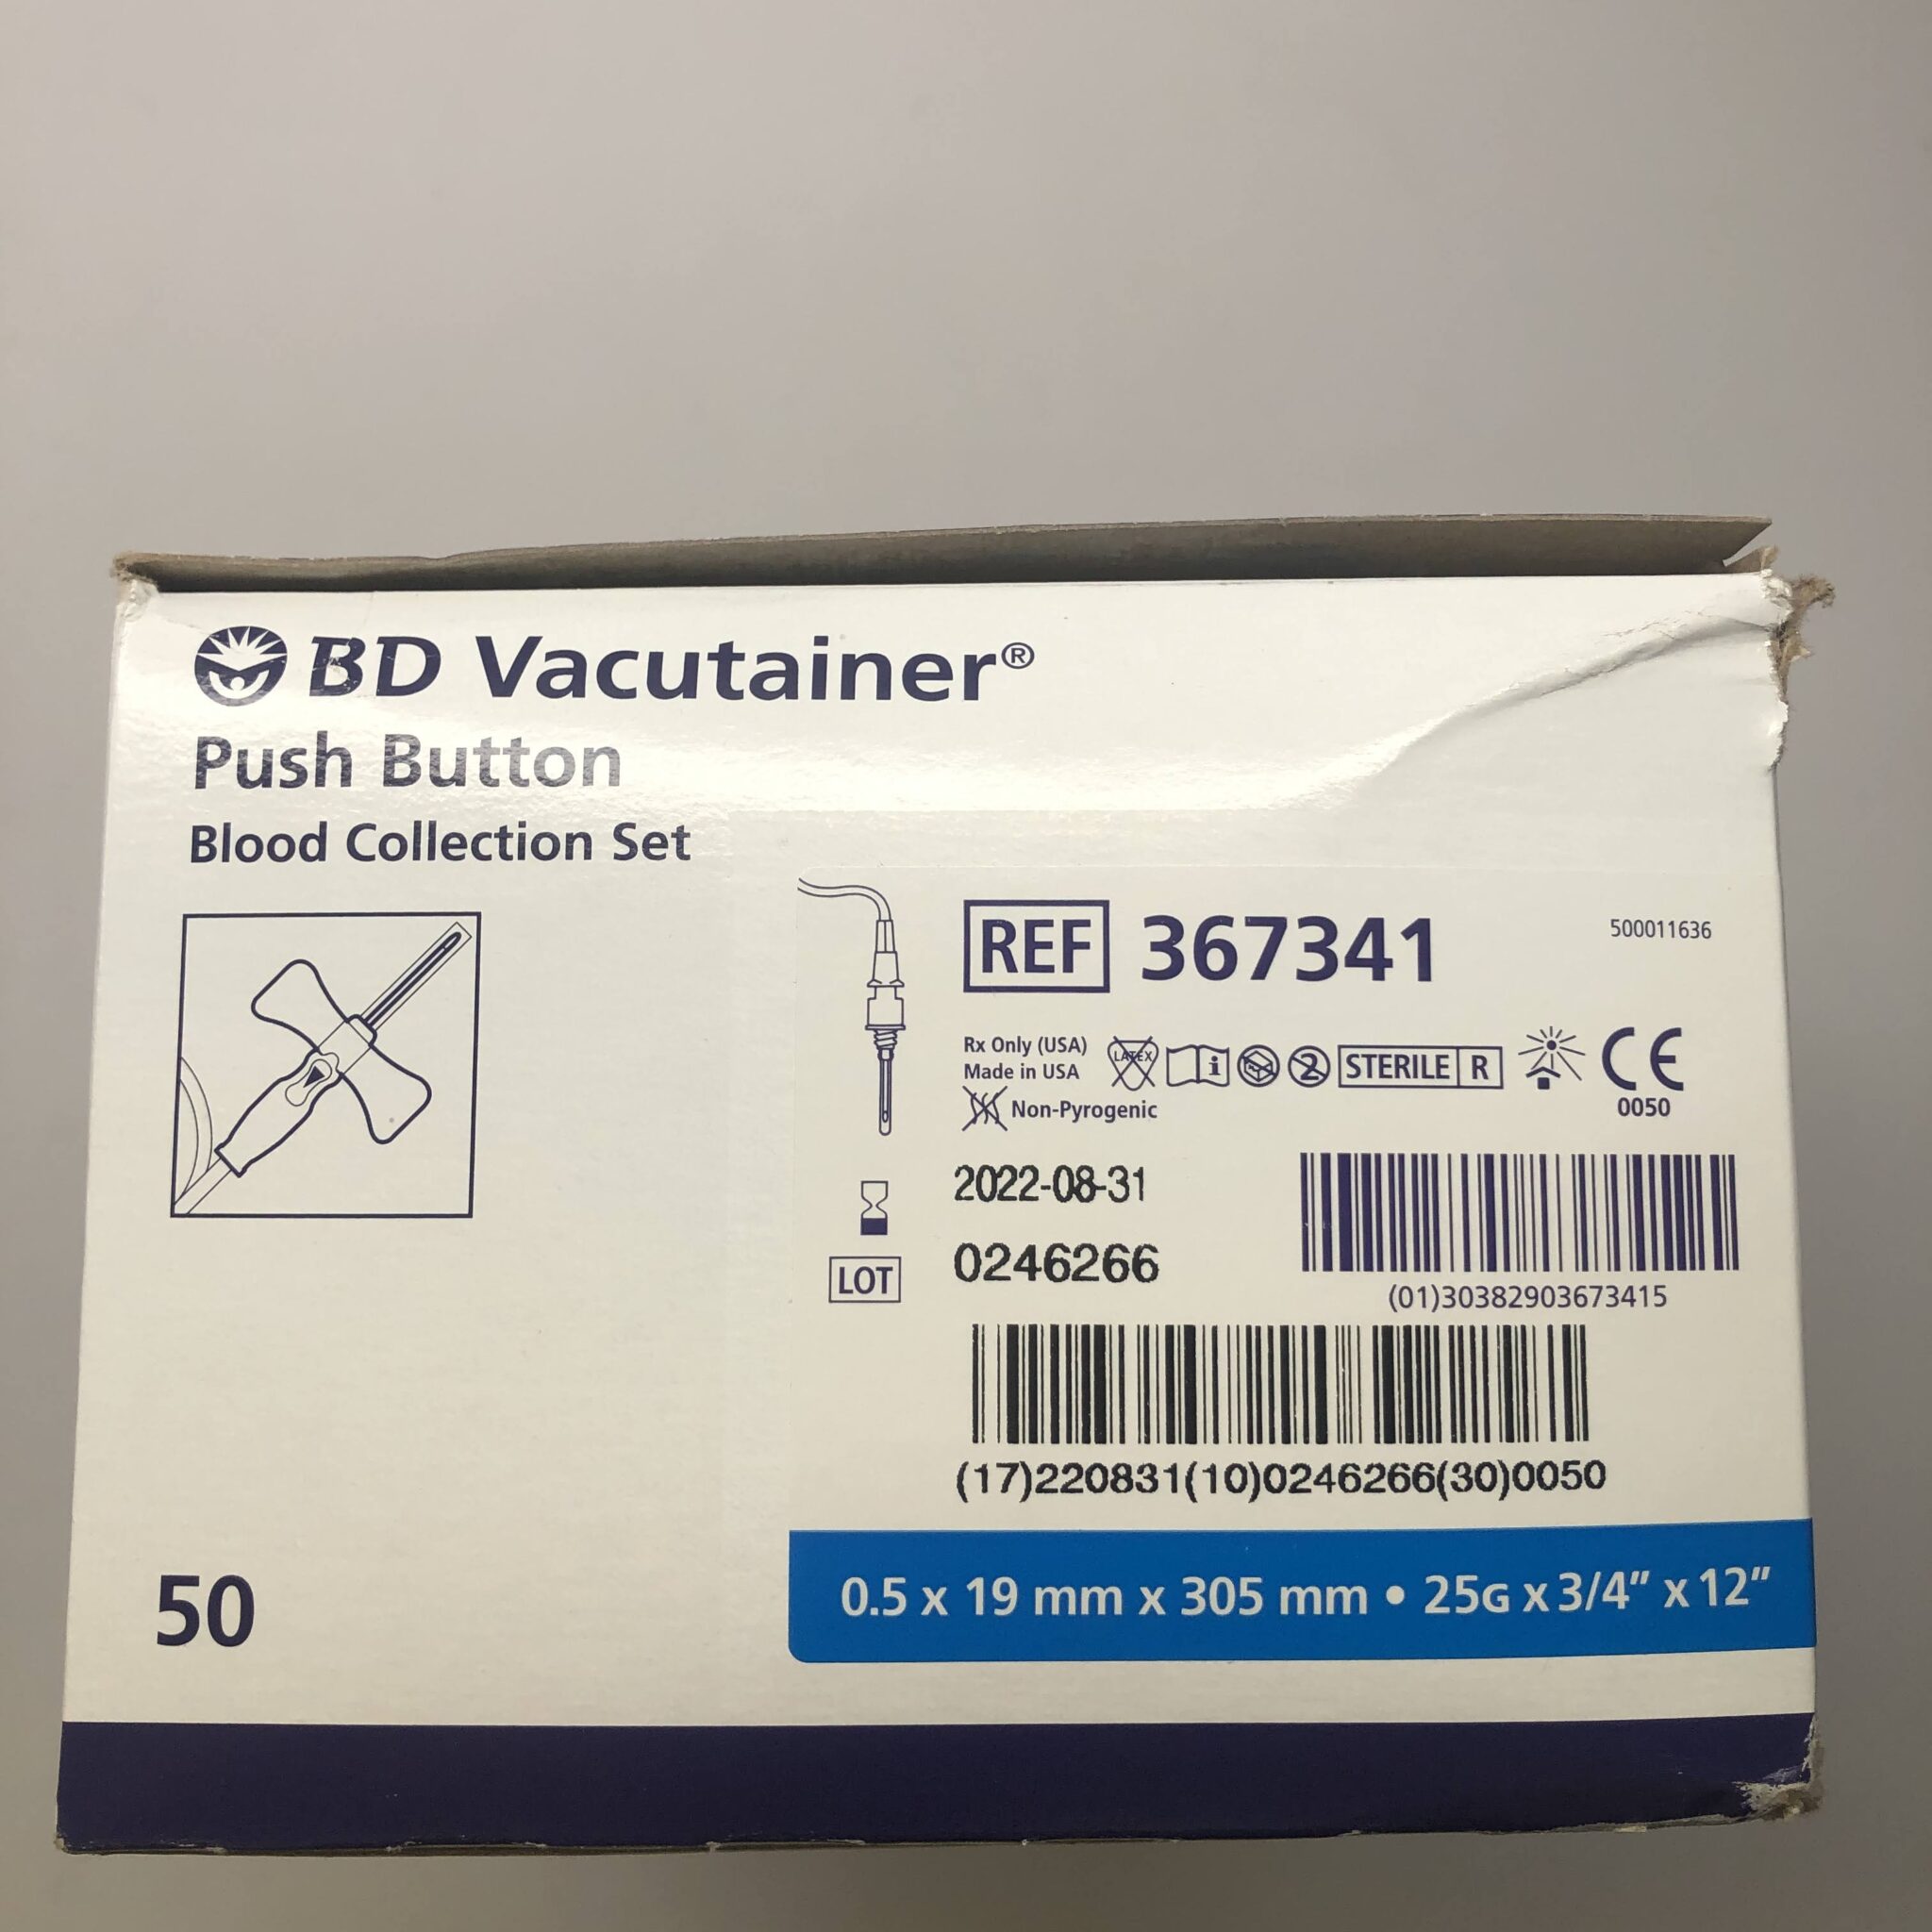 BD Vacutainer®
Push Button
Blood Collection Set
REF 367341
500011636
Rx Only (USA)
Made in USA
LATEX
i
2
STERILE R
CE
0050
Non-Pyrogenic
2022-08-31
LOT 0246266
(01)30382903673415
(17)220831(10)0246266(30)0050
50
0.5 x 19 mm x 305 mm • 25G x 3/4" x 12"